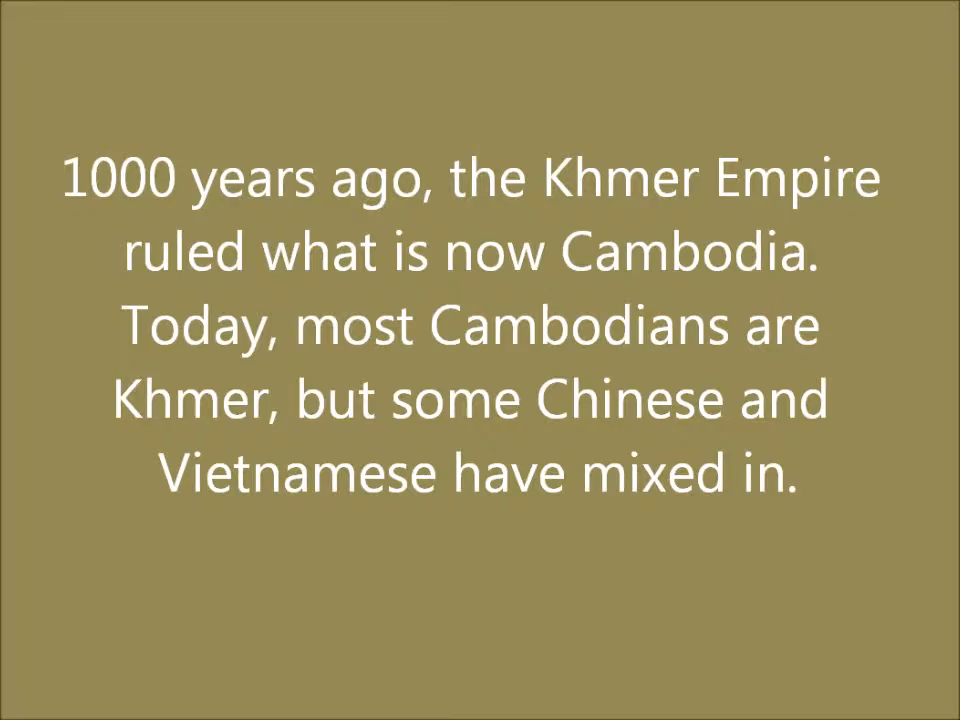 1000 years ago, the Khmer Empire
ruled what is now Cambodia.
Today, most Cambodians are
Khmer, but some Chinese and
Vietnamese have mixed in.